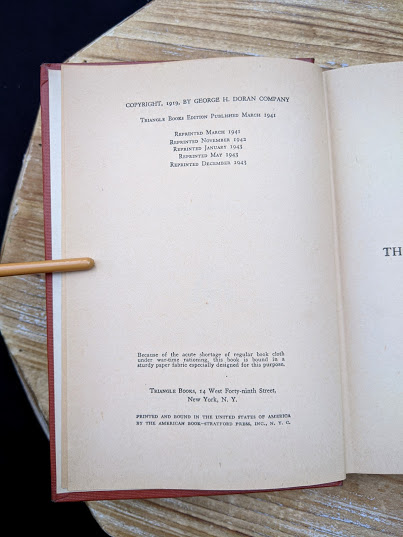 COPYRIGHT, 1919, BY GEORGE H. DORAN COMPANY
TRIANGLE BOOKS EDITION PUBLISHED MARCH 1941
REPRINTED MARCH 1941
REPRINTED NOVEMBER 1942
REPRINTED JANUARY 1943
REPRINTED MAY 1943
REPRINTED DECEMBER 1943
Because of the acute shortage of regular book cloth
under war-time rationing, this book is bound in a
sturdy paper fabric especially designed for this purpose.
TRIANGLE BOOKS, 14 West Forty-ninth Street,
New York, N. Y.
PRINTED AND BOUND IN THE UNITED STATES OF AMERICA
BY THE AMERICAN BOOK—STRATFORD PRESS, INC., N. Y. C.
TH